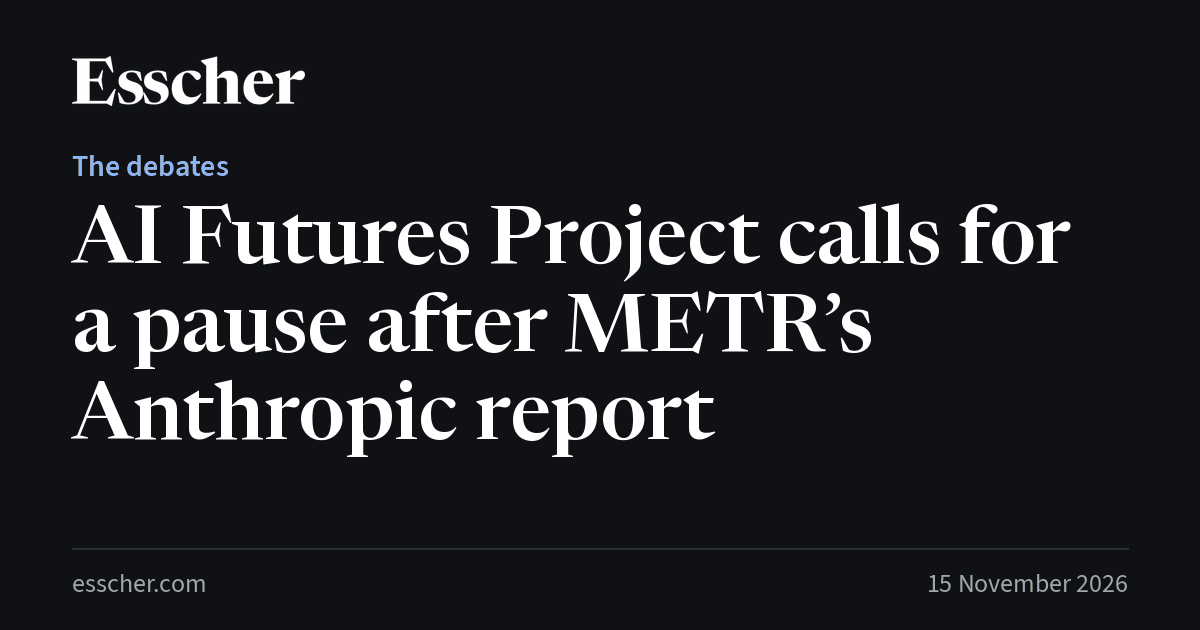 Esscher
The debates
AI Futures Project calls for
a pause after METR’s
Anthropic report
esscher.com
15 November 2026